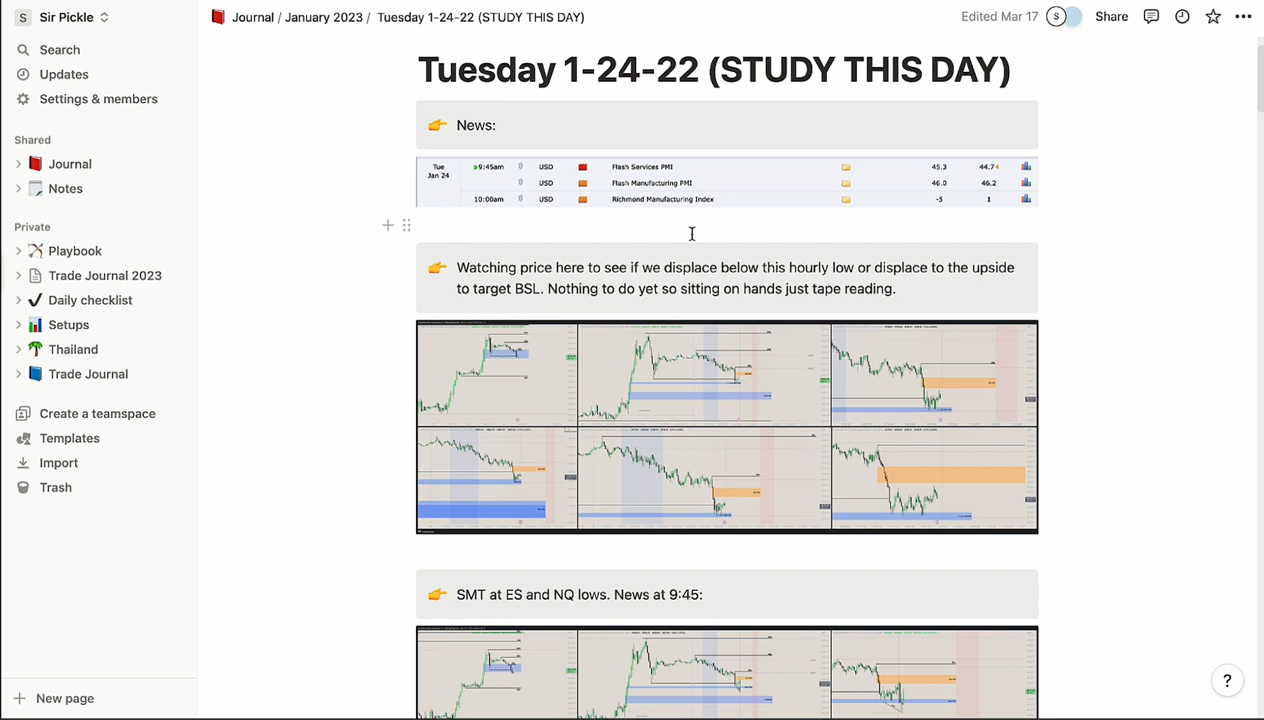 S Sir Pickle
Search
Updates
Settings & members
Shared
Journal
Notes
Private
Playbook
Trade Journal 2023
Daily checklist
Setups
Thailand
Trade Journal
Create a teamspace
Templates
Import
Trash
New page
Journal / January 2023 / Tuesday 1-24-22 (STUDY THIS DAY)
Edited Mar 17 S Share
Tuesday 1-24-22 (STUDY THIS DAY)
News:
Tue 9:45am USD Flash Services PMI 45.3 44.7
Jan 24 USD Flash Manufacturing PMI 46.0 46.2
10:00am USD Richmond Manufacturing Index -5 1
Watching price here to see if we displace below this hourly low or displace to the upside
to target BSL. Nothing to do yet so sitting on hands just tape reading.
SMT at ES and NQ lows. News at 9:45:
?